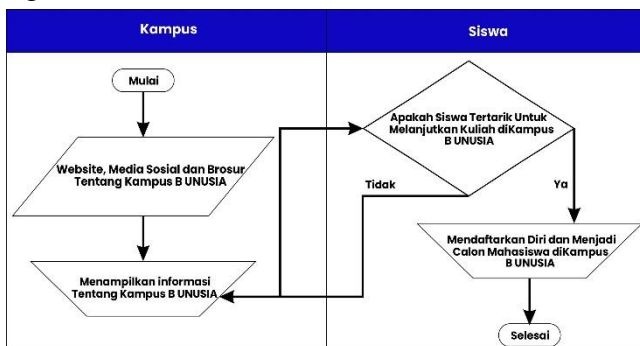 Kampus
Siswa
Mulai
Website, Media Sosial dan Brosur
Tentang Kampus B UNUSIA
Menampilkan informasi
Tentang Kampus B UNUSIA
Apakah Siswa Tertarik Untuk
Melanjutkan Kuliah diKampus
B UNUSIA
Tidak
Ya
Mendaftarkan Diri dan Menjadi
Calon Mahasiswa diKampus
B UNUSIA
Selesai